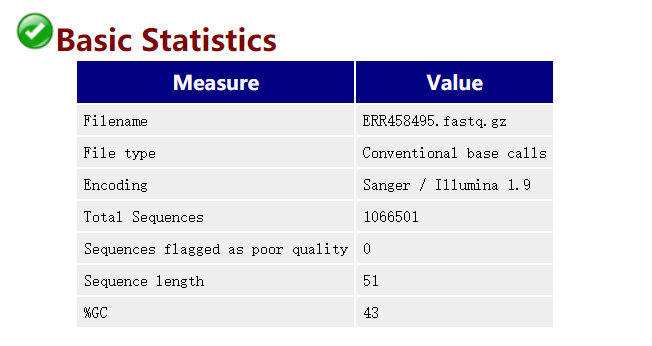 Basic Statistics
Measure Value
Filename ERR458495.fastq.gz
File type Conventional base calls
Encoding Sanger / Illumina 1.9
Total Sequences 1066501
Sequences flagged as poor quality 0
Sequence length 51
%GC 43